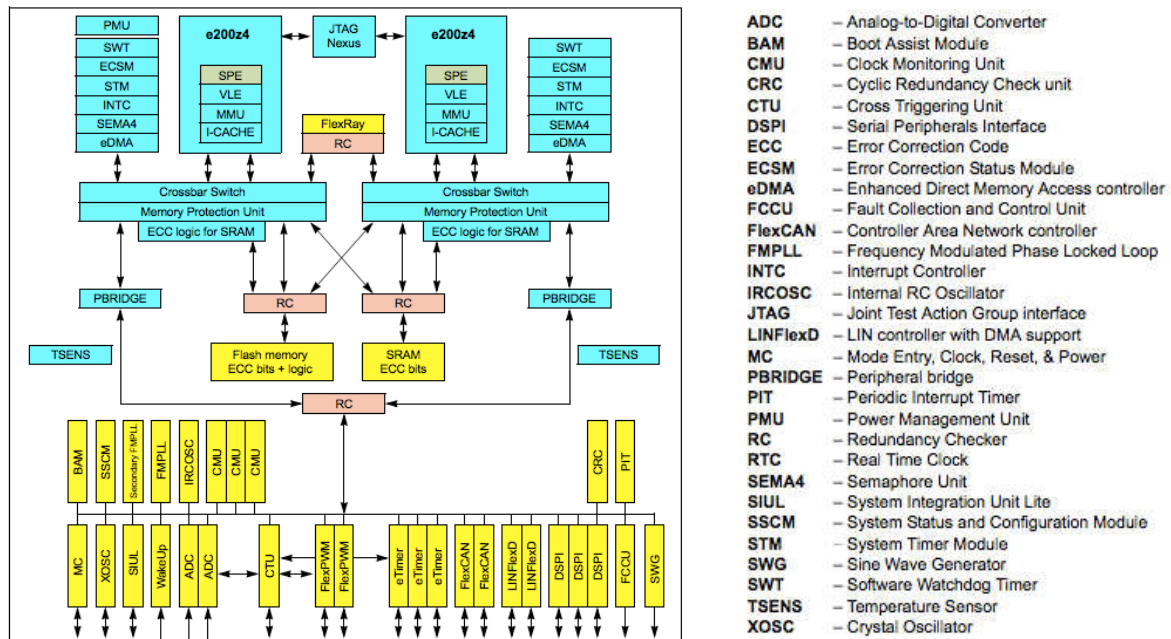 PMU
SWT
ECSM
STM
INTC
SEMA4
eDMA
e200z4
SPE
VLE
MMU
I-CACHE
JTAG
Nexus
FlexRay
RC
e200z4
SPE
VLE
MMU
I-CACHE
SWT
ECSM
STM
INTC
SEMA4
eDMA
Crossbar Switch
Memory Protection Unit
ECC logic for SRAM
Crossbar Switch
Memory Protection Unit
ECC logic for SRAM
PBRIDGE
RC
RC
PBRIDGE
TSENS
Flash memory
ECC bits + logic
SRAM
ECC bits
TSENS
RC
BAM
SSCM
Secondary FMPLL
FMPLL
IRCOSC
CMU
CMU
CMU
CRC
PIT
MC
XOSC
SIUL
WakeUp
ADC
ADC
CTU
FlexPWM
FlexPWM
eTimer
eTimer
eTimer
FlexCAN
FlexCAN
LINFlexD
LINFlexD
DSPI
DSPI
DSPI
FCCU
SWG
ADC – Analog-to-Digital Converter
BAM – Boot Assist Module
CMU – Clock Monitoring Unit
CRC – Cyclic Redundancy Check unit
CTU – Cross Triggering Unit
DSPI – Serial Peripherals Interface
ECC – Error Correction Code
ECSM – Error Correction Status Module
eDMA – Enhanced Direct Memory Access controller
FCCU – Fault Collection and Control Unit
FlexCAN – Controller Area Network controller
FMPLL – Frequency Modulated Phase Locked Loop
INTC – Interrupt Controller
IRCOSC – Internal RC Oscillator
JTAG – Joint Test Action Group interface
LINFlexD – LIN controller with DMA support
MC – Mode Entry, Clock, Reset, & Power
PBRIDGE – Peripheral bridge
PIT – Periodic Interrupt Timer
PMU – Power Management Unit
RC – Redundancy Checker
RTC – Real Time Clock
SEMA4 – Semaphore Unit
SIUL – System Integration Unit Lite
SSCM – System Status and Configuration Module
STM – System Timer Module
SWG – Sine Wave Generator
SWT – Software Watchdog Timer
TSENS – Temperature Sensor
XOSC – Crystal Oscillator